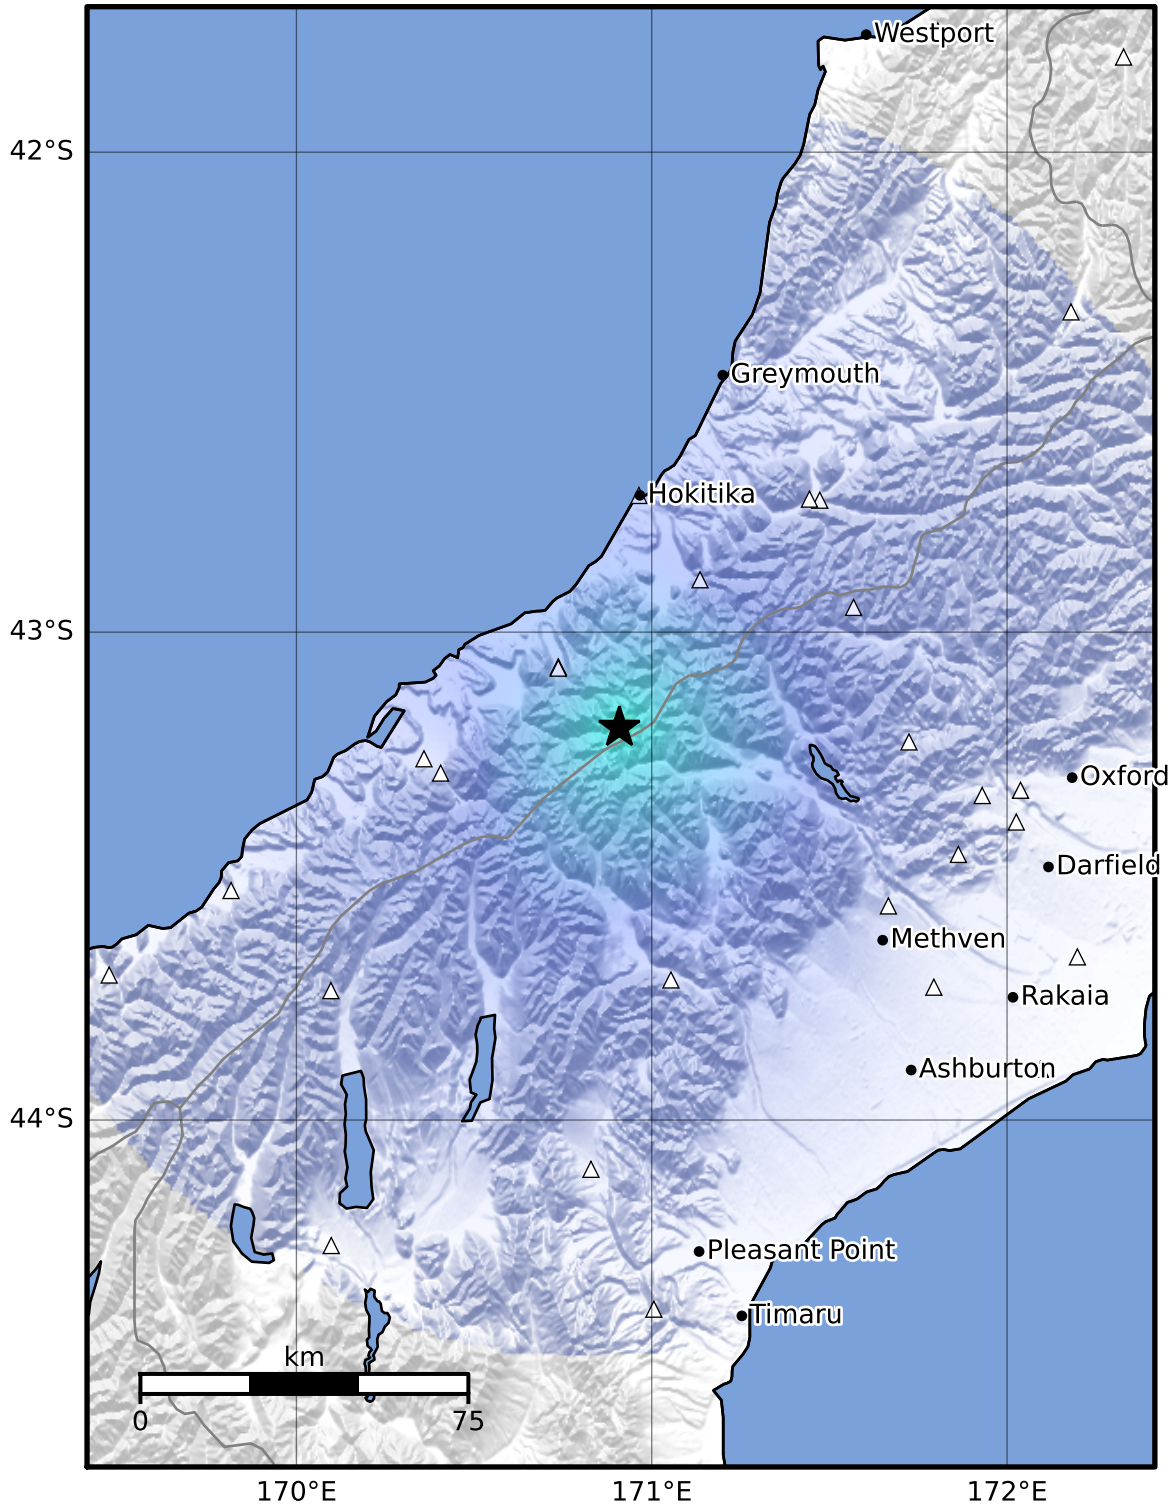 Westport
42°S
Greymouth
Hokitika
43°S
Oxford
Darfield
Methven
Rakaia
Ashburton
44°S
Pleasant Point
Timaru
km
0
75
170°E
171°E
172°E